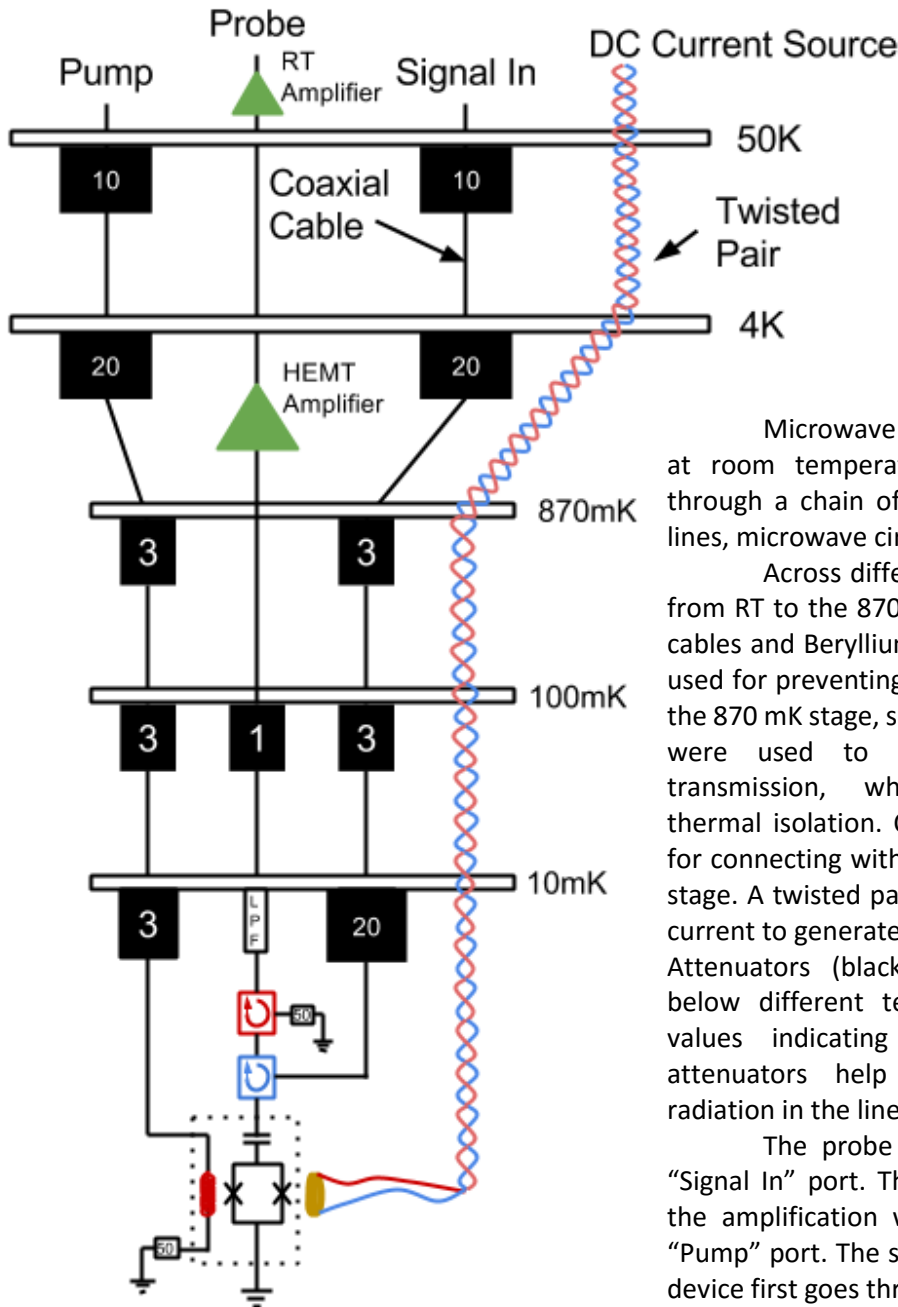 Probe
Pump
RT
Amplifier
Signal In
DC Current Source
50K
10
10
Coaxial
Cable
Twisted
Pair
4K
20
20
HEMT
Amplifier
870mK
3
3
100mK
3
1
3
10mK
3
L
P
F
20
50
50
Microwave
at room temperat
through a chain of
lines, microwave cir
Across diffe
from RT to the 870
cables and Beryllium
used for preventing
the 870 mK stage, s
were used to
transmission, wh
thermal isolation. C
for connecting with
stage. A twisted pa
current to generate
Attenuators (black
below different te
values indicating
attenuators help
radiation in the line
The probe
"Signal In" port. Th
the amplification w
"Pump" port. The s
device first goes thr